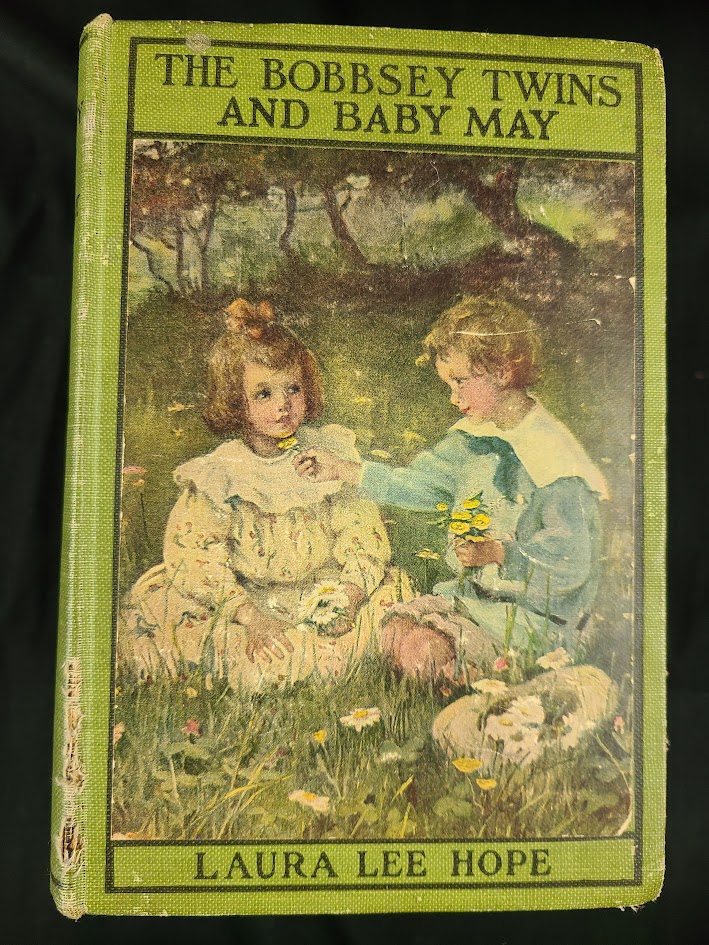 THE BOBBSEY TWINS
AND BABY MAY
LAURA LEE HOPE